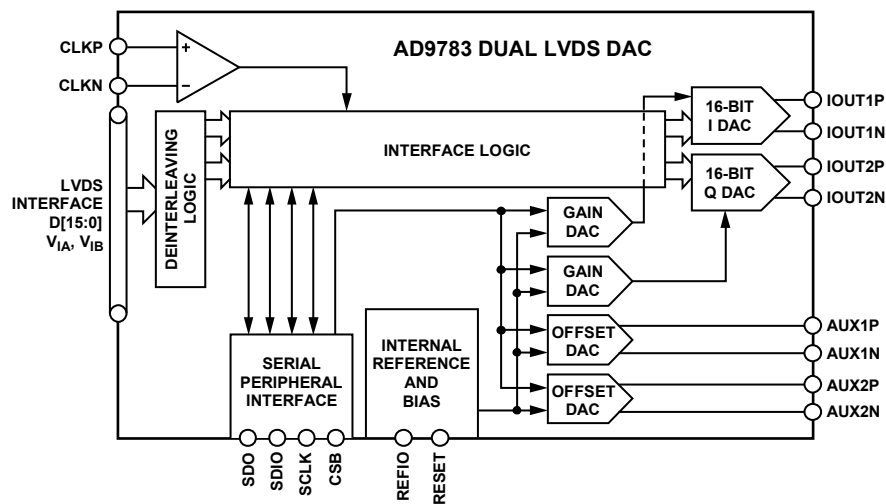 AD9783 DUAL LVDS DAC
CLKP
CLKN
+
–
LVDS
INTERFACE
D[15:0]
VIA, VIB
DEINTERLEAVING
LOGIC
INTERFACE LOGIC
16-BIT
I DAC
16-BIT
Q DAC
IOUT1P
IOUT1N
IOUT2P
IOUT2N
GAIN
DAC
GAIN
DAC
OFFSET
DAC
OFFSET
DAC
AUX1P
AUX1N
AUX2P
AUX2N
SERIAL
PERIPHERAL
INTERFACE
INTERNAL
REFERENCE
AND
BIAS
SDO
SDIO
SCLK
CSB
REFIO
RESET